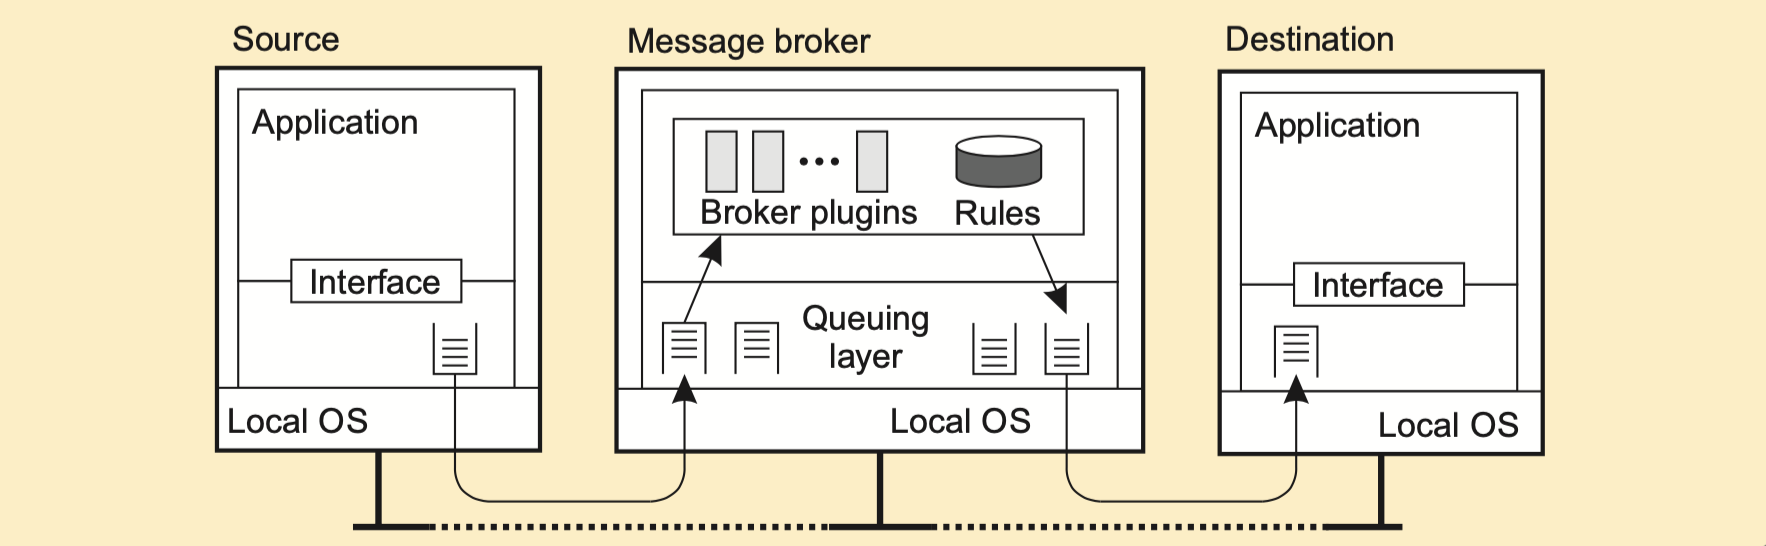 Source
Message broker
Destination
Application
Broker plugins
Rules
Application
Interface
Queuing
layer
Interface
Local OS
Local OS
Local OS